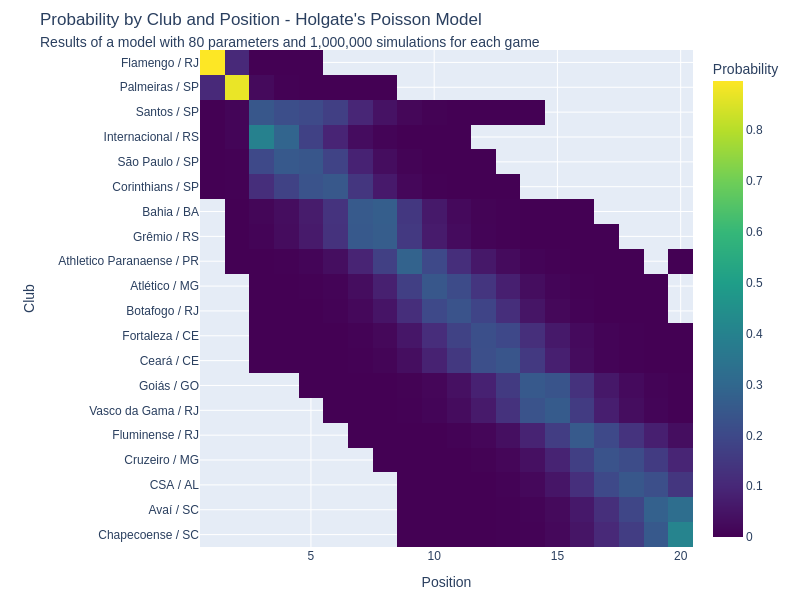 Probability by Club and Position - Holgate's Poisson Model
Results of a model with 80 parameters and 1,000,000 simulations for each game
Probability
Flamengo / RJ
Palmeiras / SP
Santos / SP
Internacional / RS
São Paulo / SP
Corinthians / SP
Bahia / BA
Grêmio / RS
Athletico Paranaense / PR
Atlético / MG
Botafogo / RJ
Fortaleza / CE
Ceará / CE
Goiás / GO
Vasco da Gama / RJ
Fluminense / RJ
Cruzeiro / MG
CSA / AL
Avaí / SC
Chapecoense / SC
Club
5
10
15
20
Position
0.8
0.7
0.6
0.5
0.4
0.3
0.2
0.1
0